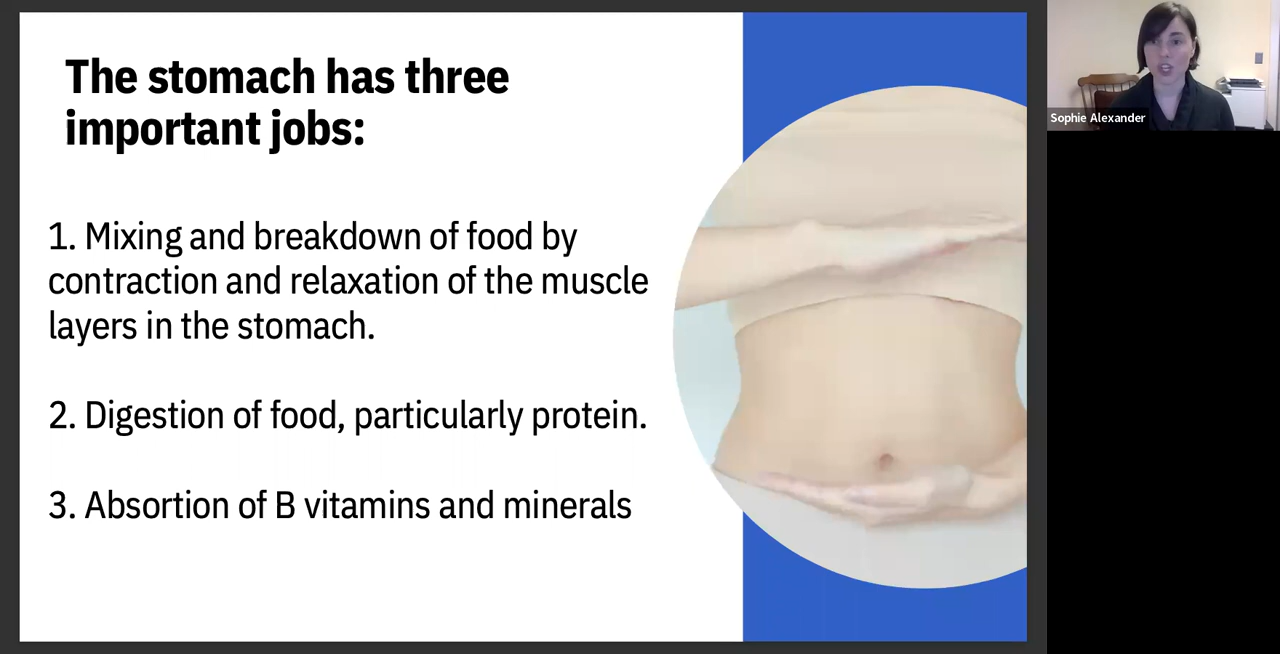 The stomach has three
important jobs:
1. Mixing and breakdown of food by
contraction and relaxation of the muscle
layers in the stomach.
2. Digestion of food, particularly protein.
3. Absortion of B vitamins and minerals
Sophie Alexander